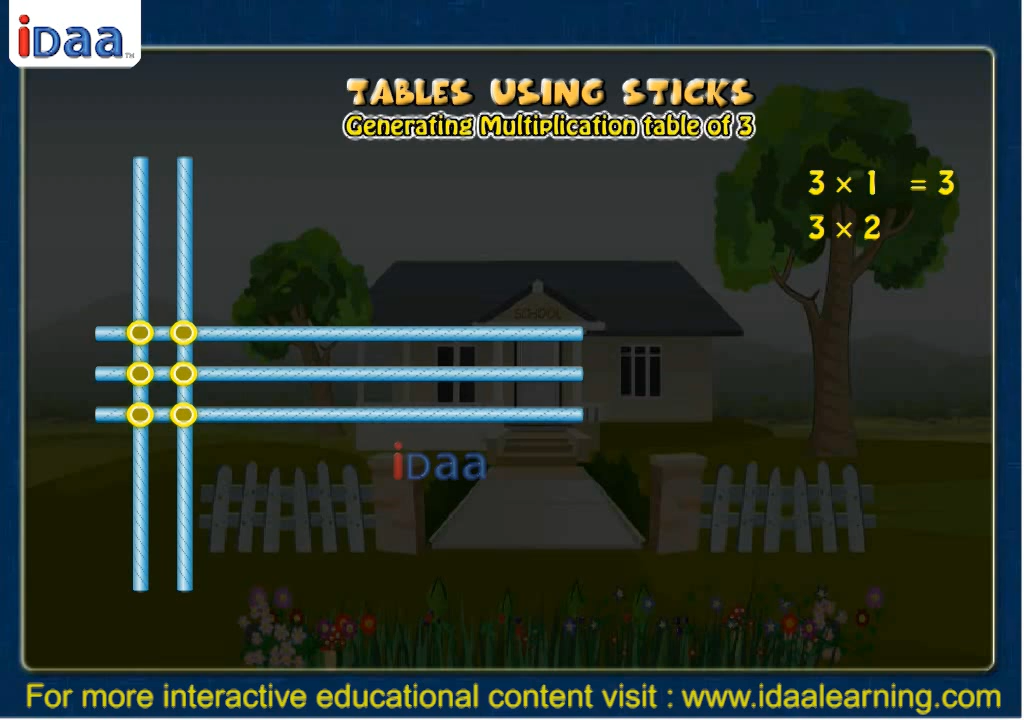 iDaa™
TABLES USING STICKS
Generating Multiplication table of 3
3 × 1 = 3
3 × 2
SCHOOL
iDaa
For more interactive educational content visit : www.idaalearning.com